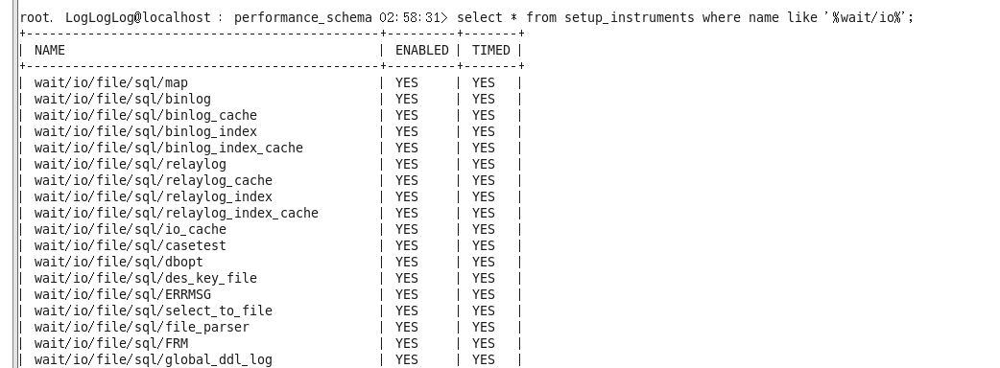 root. LogLogLog@localhost : performance_schema 02:58:31> select * from setup_instruments where name like '%wait/io%';
+----------------------------------------------+---------+-------+
| NAME | ENABLED | TIMED |
+----------------------------------------------+---------+-------+
| wait/io/file/sql/map | YES | YES |
| wait/io/file/sql/binlog | YES | YES |
| wait/io/file/sql/binlog_cache | YES | YES |
| wait/io/file/sql/binlog_index | YES | YES |
| wait/io/file/sql/binlog_index_cache | YES | YES |
| wait/io/file/sql/relaylog | YES | YES |
| wait/io/file/sql/relaylog_cache | YES | YES |
| wait/io/file/sql/relaylog_index | YES | YES |
| wait/io/file/sql/relaylog_index_cache | YES | YES |
| wait/io/file/sql/io_cache | YES | YES |
| wait/io/file/sql/casetest | YES | YES |
| wait/io/file/sql/dbopt | YES | YES |
| wait/io/file/sql/des_key_file | YES | YES |
| wait/io/file/sql/ERRMSG | YES | YES |
| wait/io/file/sql/select_to_file | YES | YES |
| wait/io/file/sql/file_parser | YES | YES |
| wait/io/file/sql/FRM | YES | YES |
| wait/io/file/sql/global_ddl_log | YES | YES |